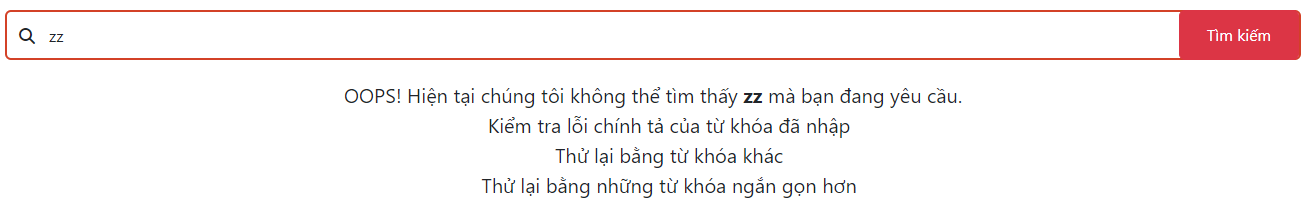 zz
Tìm kiếm
OOPS! Hiện tại chúng tôi không thể tìm thấy zz mà bạn đang yêu cầu.
Kiểm tra lỗi chính tả của từ khóa đã nhập
Thử lại bằng từ khóa khác
Thử lại bằng những từ khóa ngắn gọn hơn